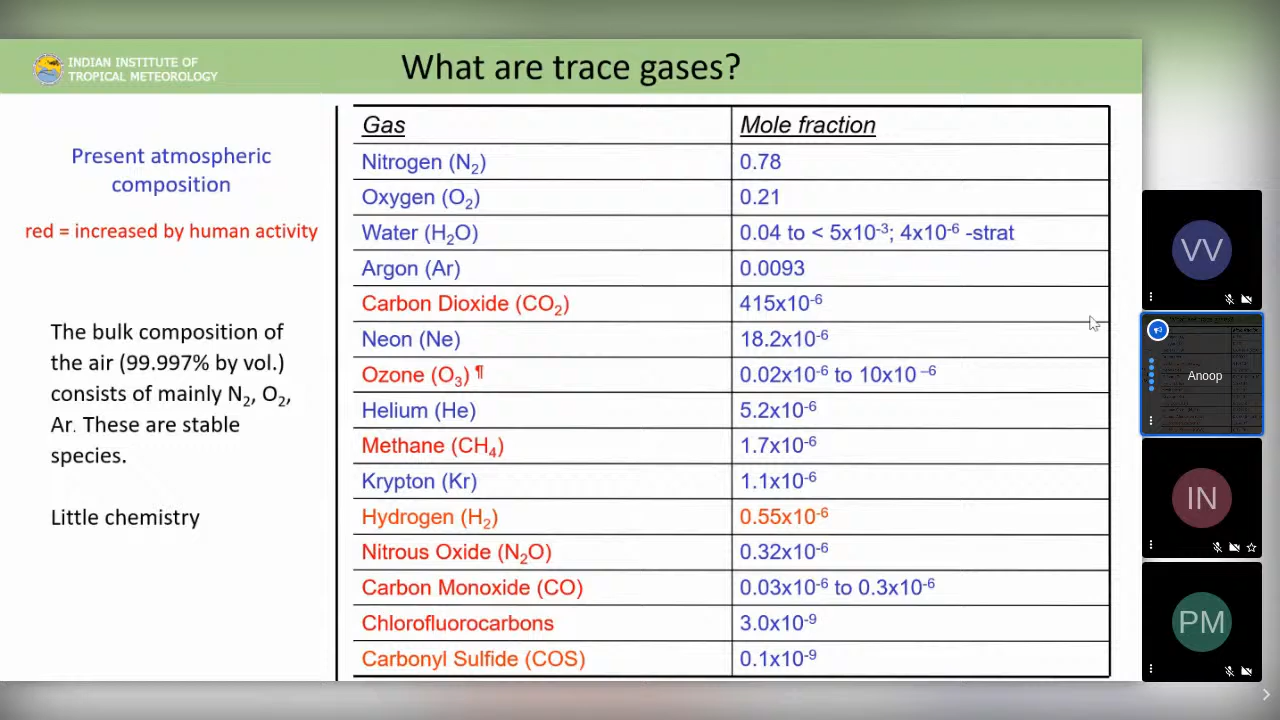 INDIAN INSTITUTE OF
TROPICAL METEOROLOGY
What are trace gases?
Present atmospheric
composition
red = increased by human activity
The bulk composition of
the air (99.997% by vol.)
consists of mainly N₂, O₂,
Ar. These are stable
species.
Little chemistry
Gas Mole fraction
Nitrogen (N₂) 0.78
Oxygen (O₂) 0.21
Water (H₂O) 0.04 to < 5x10⁻³; 4x10⁻⁶ -strat
Argon (Ar) 0.0093
Carbon Dioxide (CO₂) 415x10⁻⁶
Neon (Ne) 18.2x10⁻⁶
Ozone (O₃) ¶ 0.02x10⁻⁶ to 10x10 ⁻⁶
Helium (He) 5.2x10⁻⁶
Methane (CH₄) 1.7x10⁻⁶
Krypton (Kr) 1.1x10⁻⁶
Hydrogen (H₂) 0.55x10⁻⁶
Nitrous Oxide (N₂O) 0.32x10⁻⁶
Carbon Monoxide (CO) 0.03x10⁻⁶ to 0.3x10⁻⁶
Chlorofluorocarbons 3.0x10⁻⁹
Carbonyl Sulfide (COS) 0.1x10⁻⁹
VV
Anoop
IN
PM